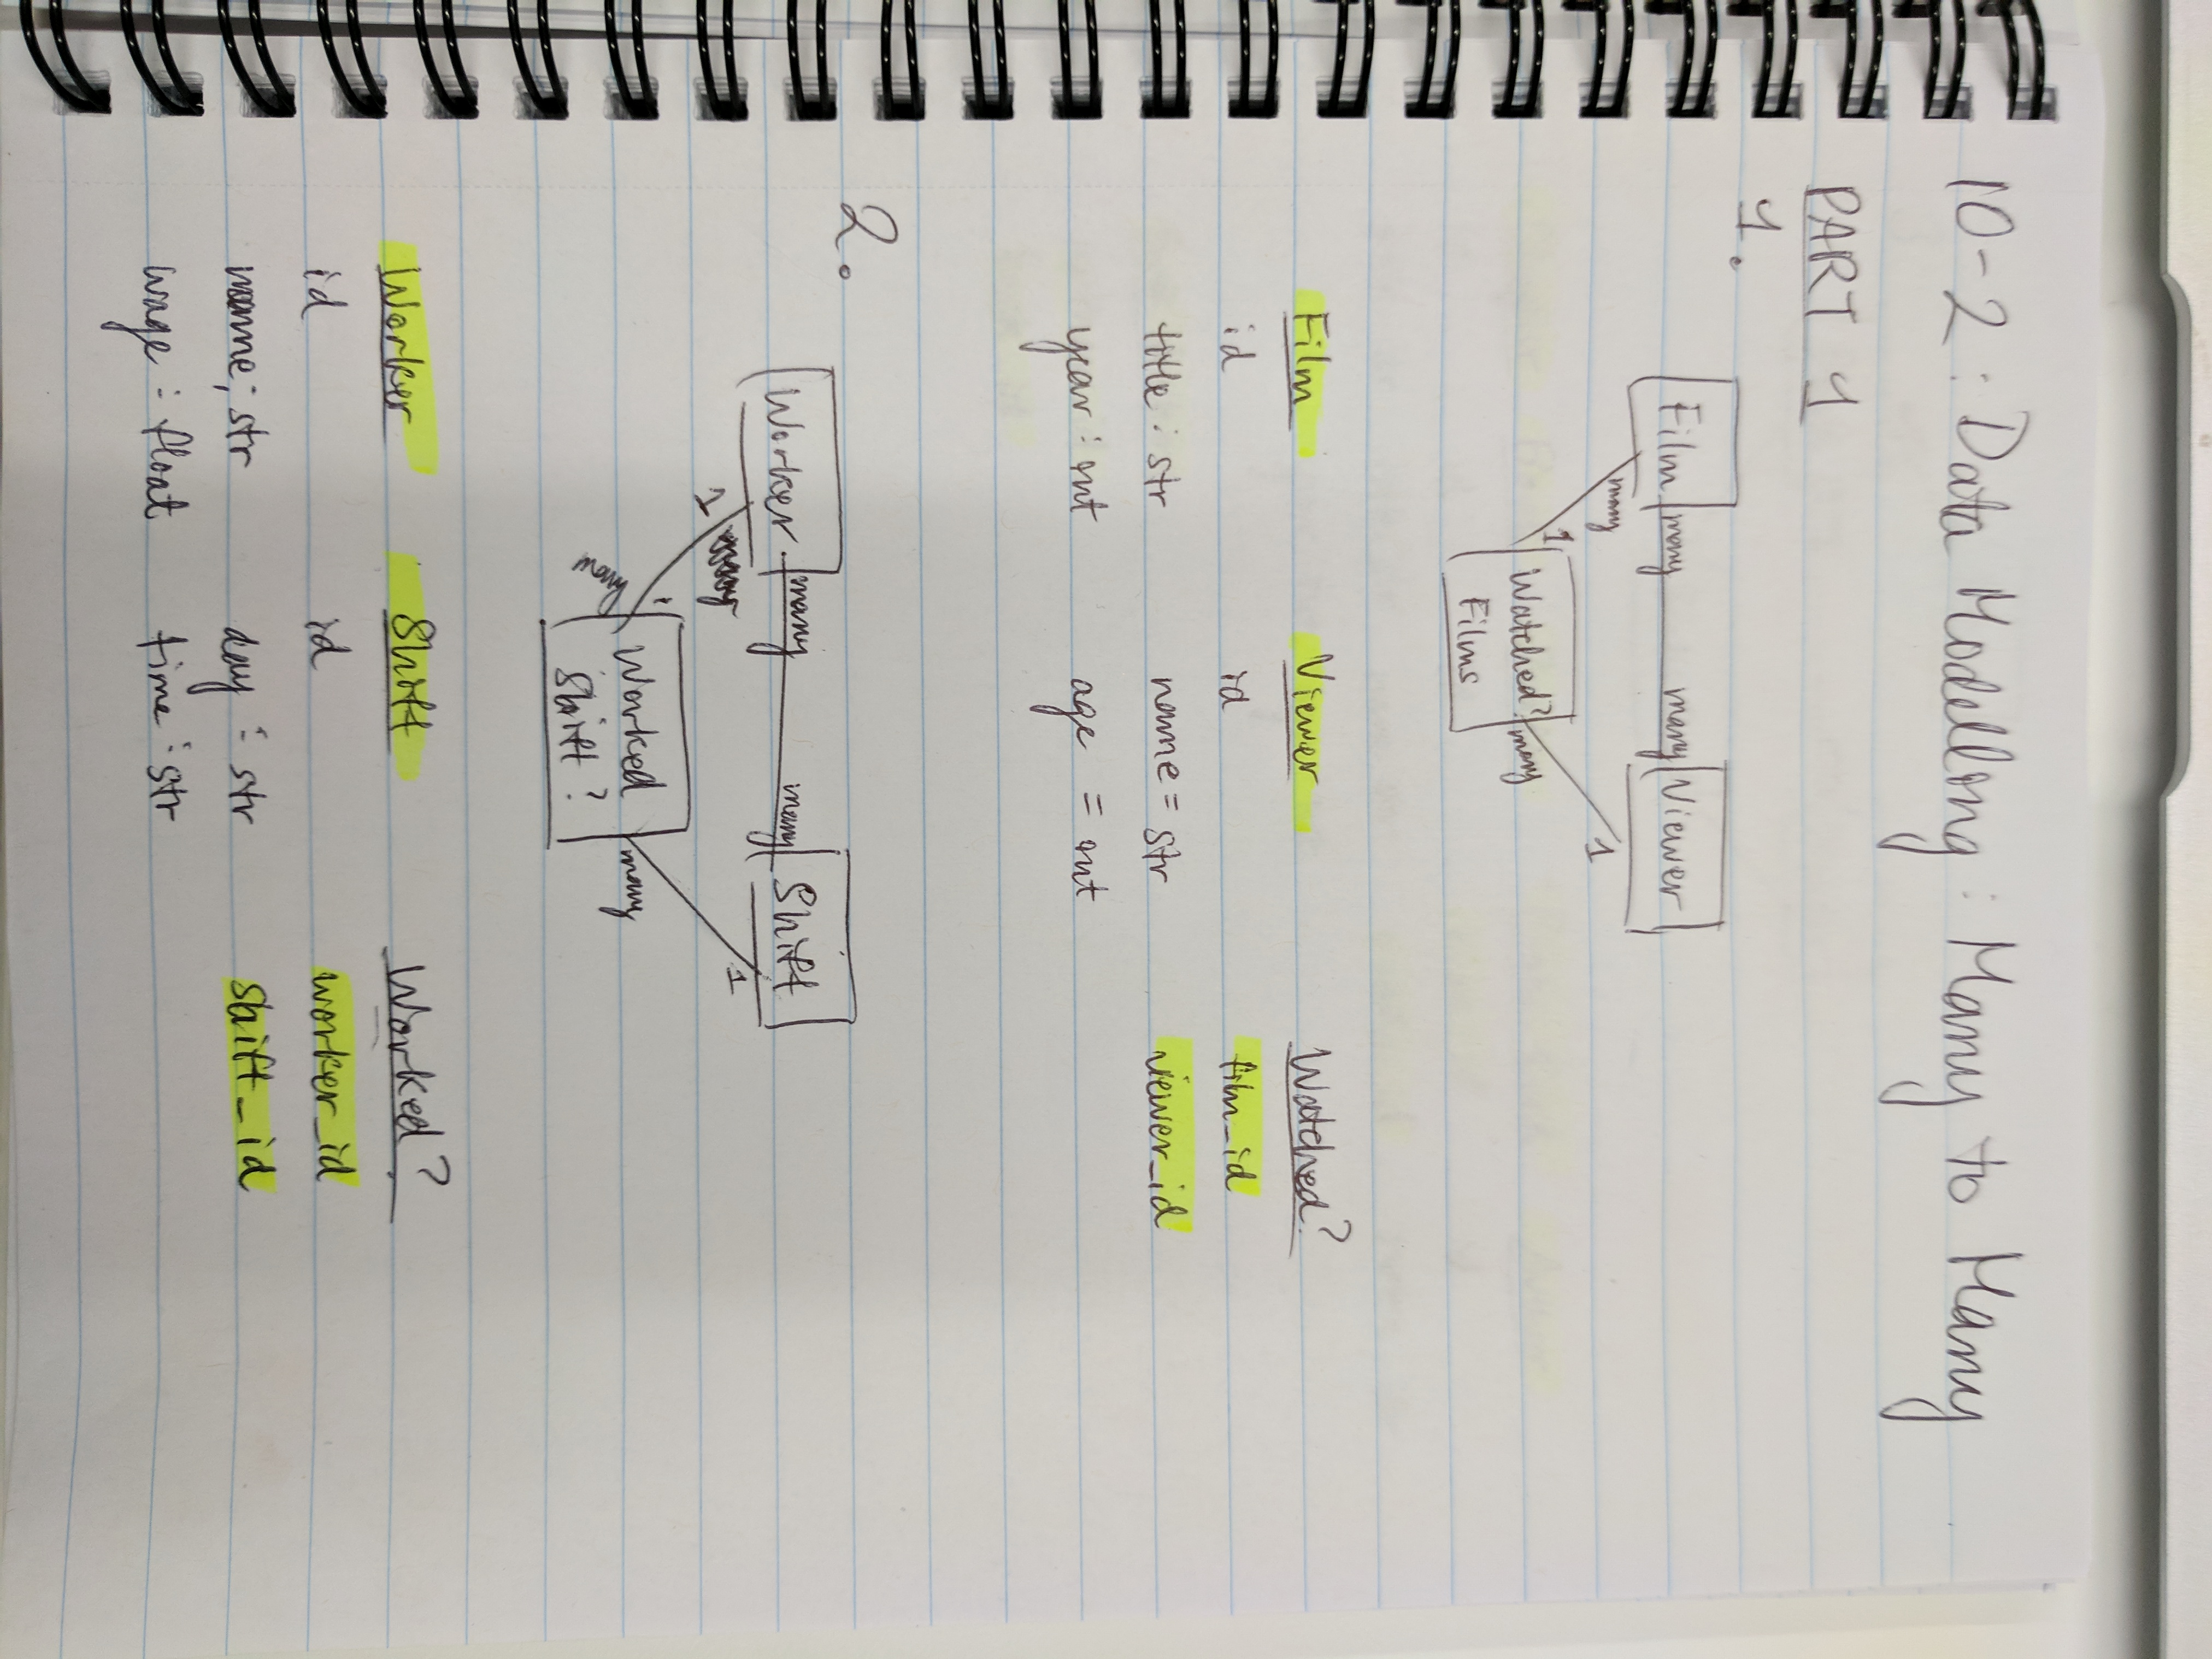 10-2: Data Modelling: Many to Many
PART 1
1.
Film many many Viewer
many 1 many 1
Watched?
Films
Film Viewer Watched?
id id film_id
title: str name: str viewer_id
year: int age: int
2.
Worker many many Shift
1 1
many Worked many
Shift?
Worker Shift Worked?
id id worker_id
name: str day: str shift_id
wage: float time: str